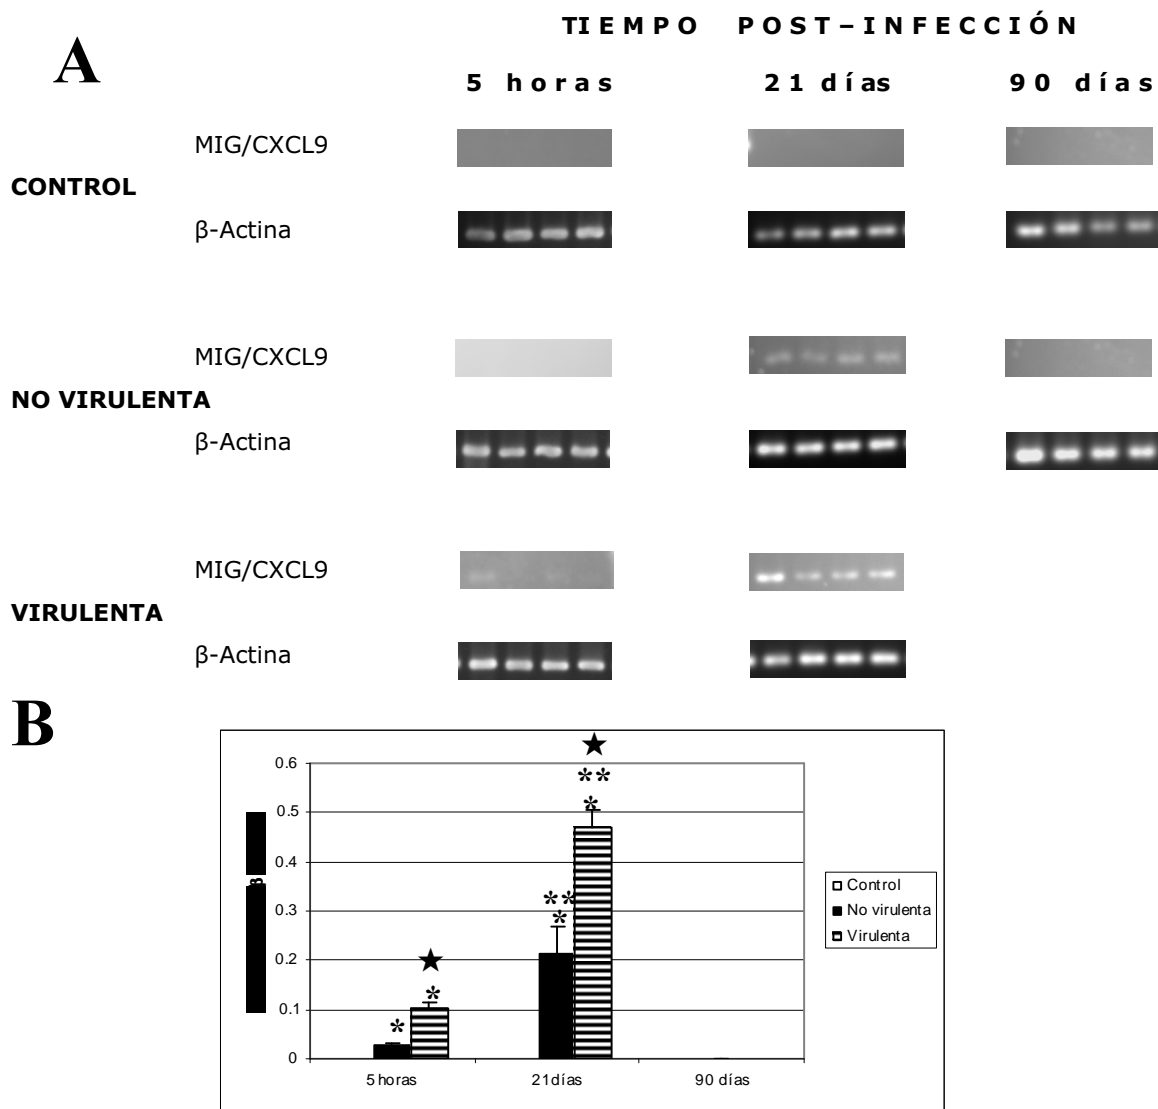 TIEMPO POST–INFECCIÓN
A
5 horas 21 días 90 días
MIG/CXCL9
CONTROL
β-Actina
MIG/CXCL9
NO VIRULENTA
β-Actina
MIG/CXCL9
VIRULENTA
β-Actina
B
★
0.6
**
*
0.5
0.4
0.3
**
*
0.2
★
*
0.1
*
0
5 horas 21 días 90 días
Control
No virulenta
Virulenta